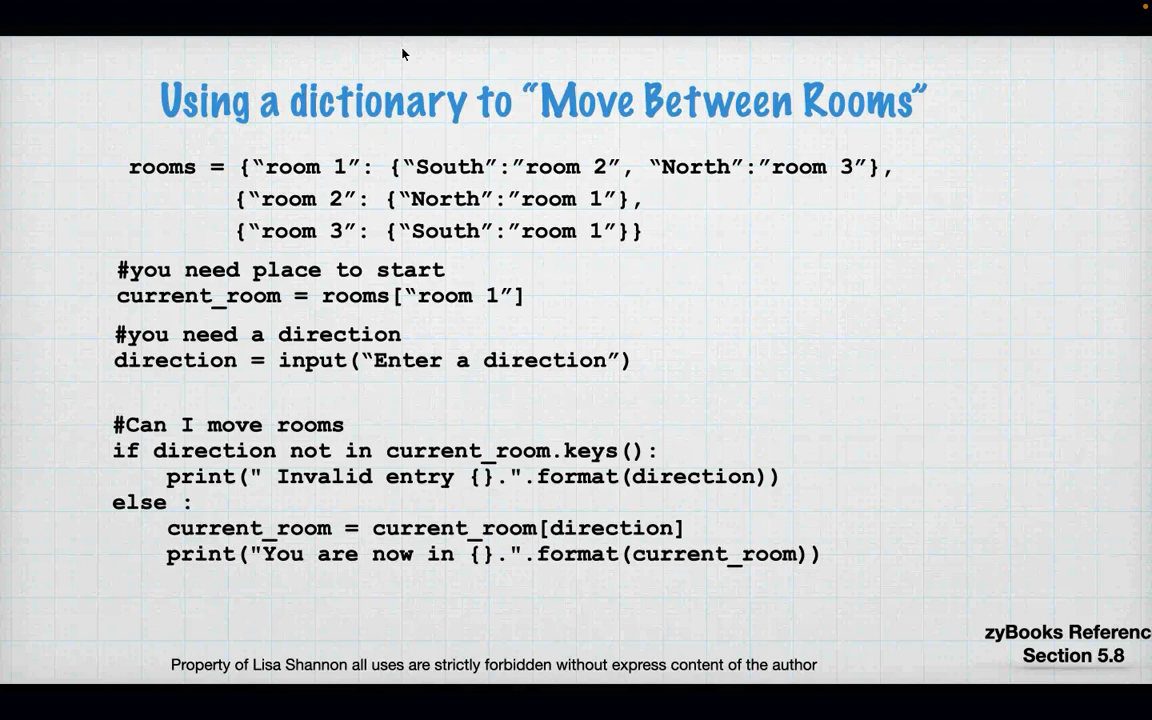 Using a dictionary to “Move Between Rooms”
rooms = {“room 1”: {“South”:”room 2”, “North”:”room 3”},
{“room 2”: {“North”:”room 1”},
{“room 3”: {“South”:”room 1”}}
#you need place to start
current_room = rooms[“room 1”]
#you need a direction
direction = input(“Enter a direction”)
#Can I move rooms
if direction not in current_room.keys():
print(" Invalid entry {}.".format(direction))
else :
current_room = current_room[direction]
print("You are now in {}.".format(current_room))
zyBooks Referenc
Section 5.8
Property of Lisa Shannon all uses are strictly forbidden without express content of the author